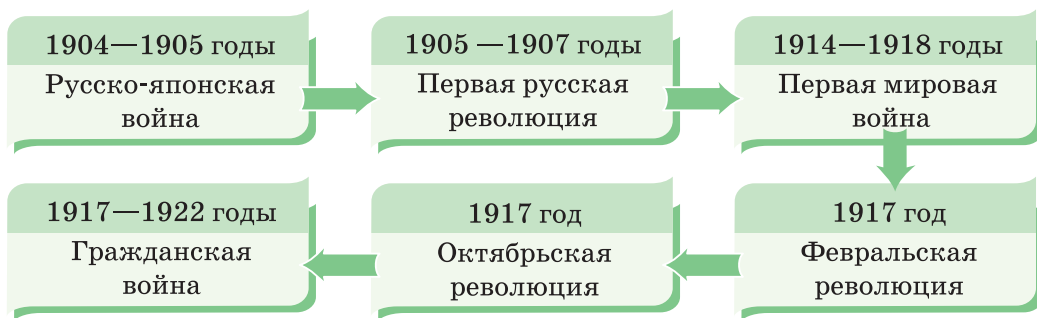 1904—1905 годы
Русско-японская
война
1905 —1907 годы
Первая русская
революция
1914—1918 годы
Первая мировая
война
1917 год
Февральская
революция
1917 год
Октябрьская
революция
1917—1922 годы
Гражданская
война